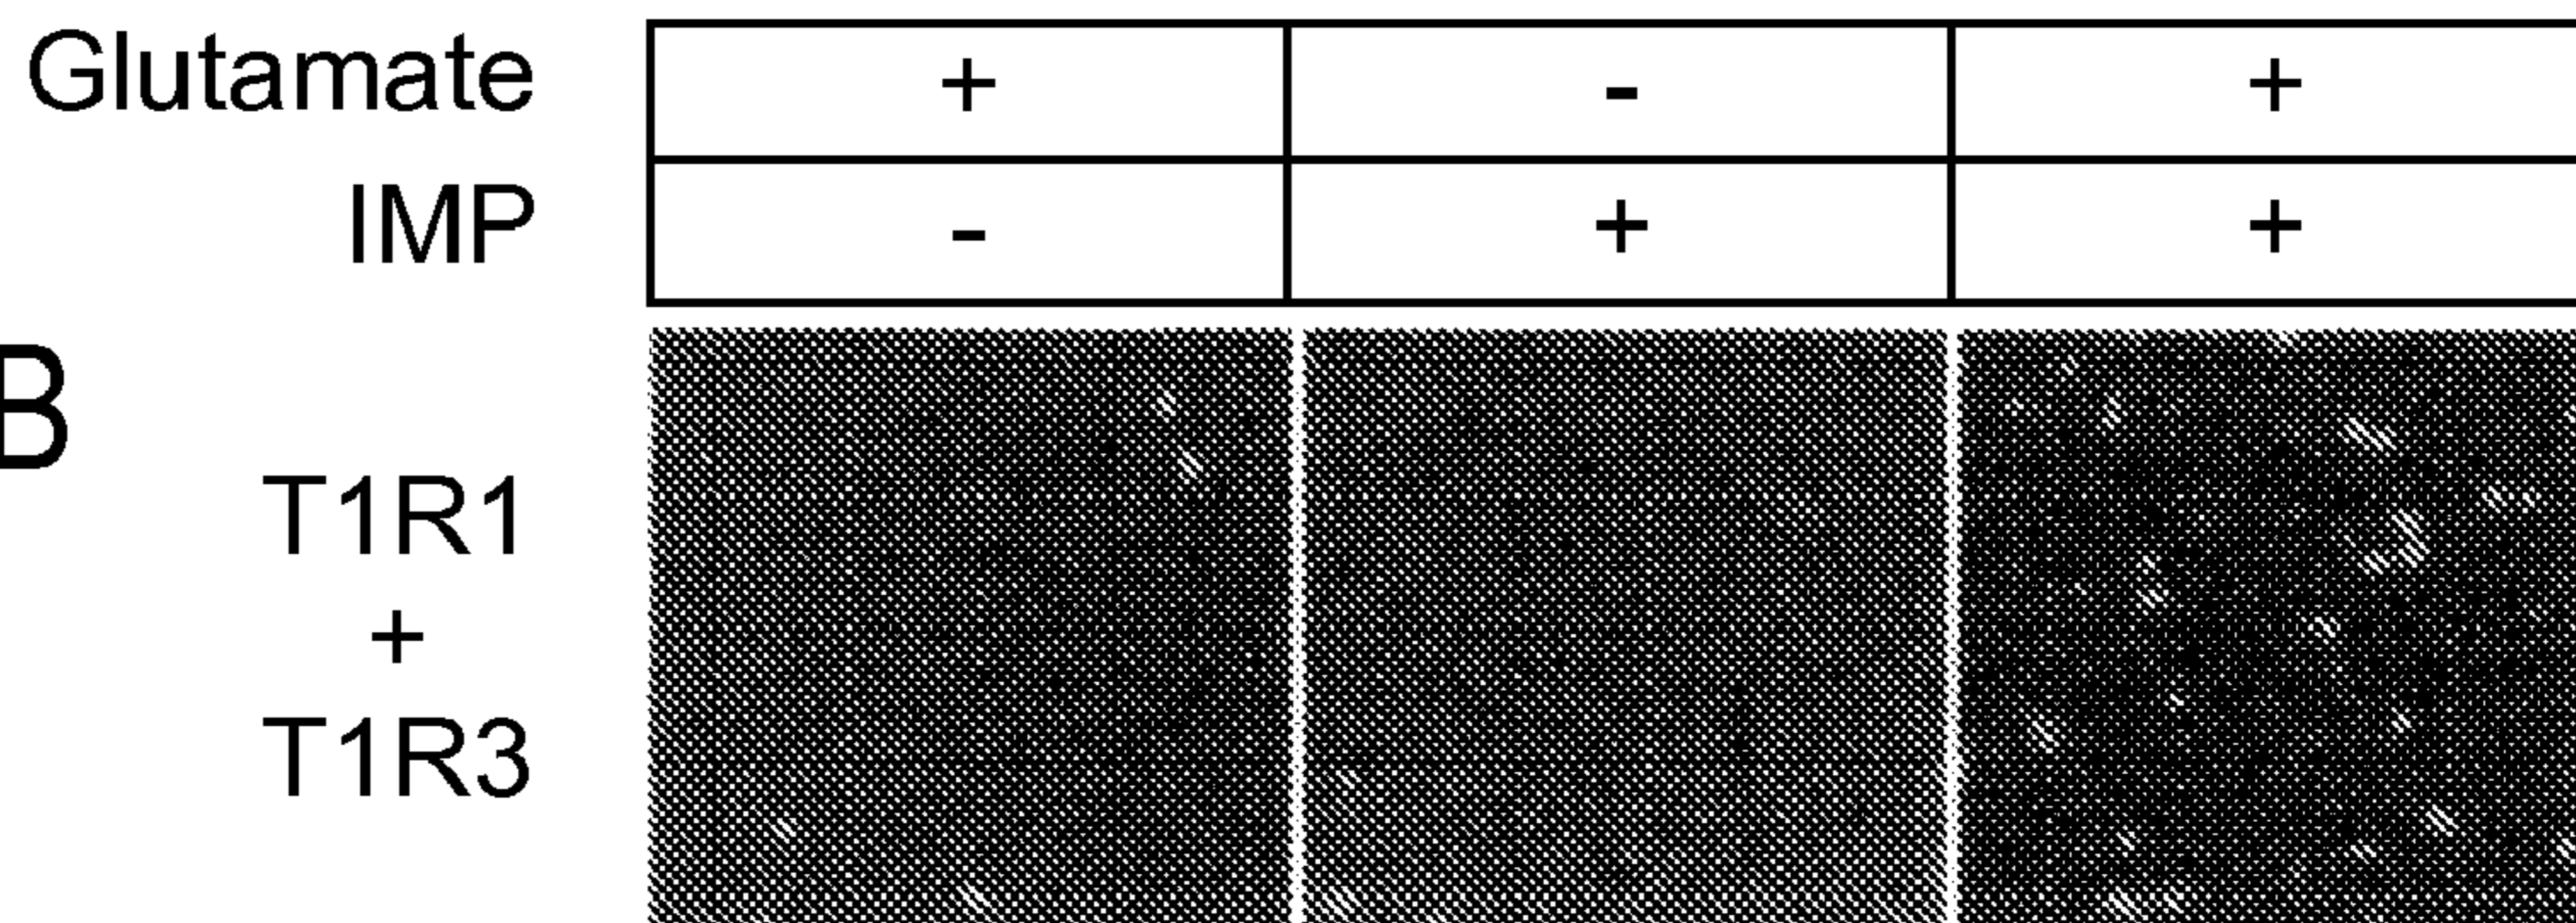 Glutamate + - +
IMP - + +
B
T1R1
+
T1R3